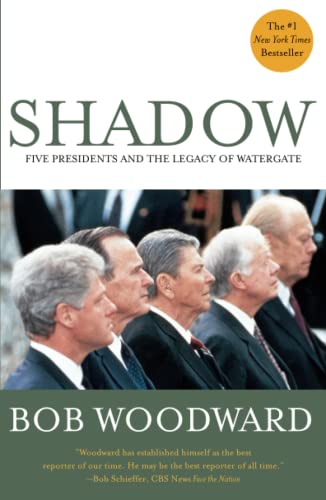 The #1
New York Times
Bestseller
SHADOW
FIVE PRESIDENTS AND THE LEGACY OF WATERGATE
BOB WOODWARD
"Woodward has established himself as the best
reporter of our time. He may be the best reporter of all time."
–Bob Schieffer, CBS News Face the Nation